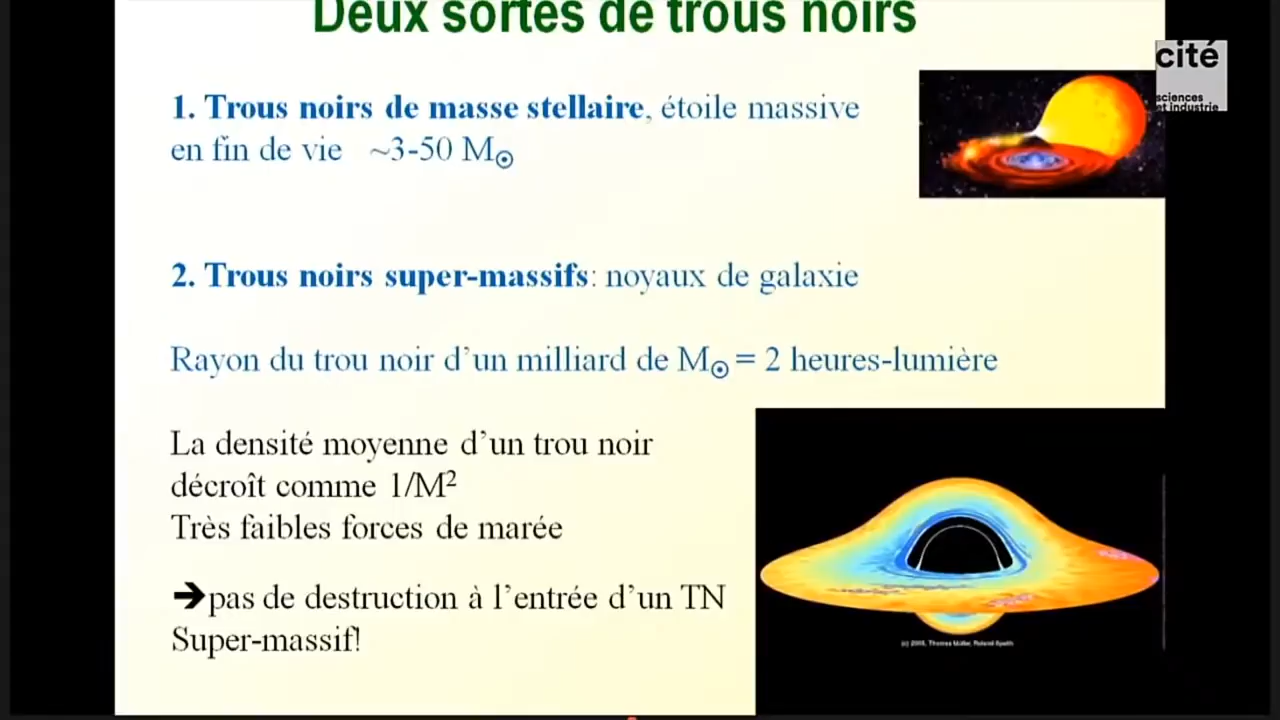 Deux sortes de trous noirs
cité
sciences
et industrie
1. Trous noirs de masse stellaire, étoile massive
en fin de vie ~3-50 M☉
2. Trous noirs super-massifs: noyaux de galaxie
Rayon du trou noir d’un milliard de M☉ = 2 heures-lumière
La densité moyenne d’un trou noir
décroît comme 1/M²
Très faibles forces de marée
➔pas de destruction à l’entrée d’un TN
Super-massif!